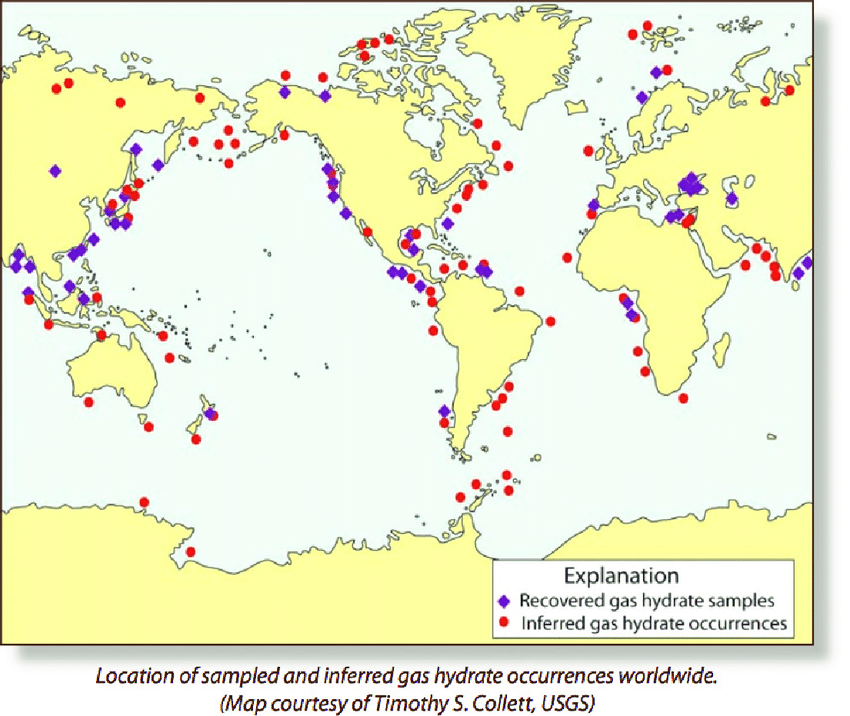 Explanation
Recovered gas hydrate samples
Inferred gas hydrate occurrences
Location of sampled and inferred gas hydrate occurrences worldwide.
(Map courtesy of Timothy S. Collett, USGS)